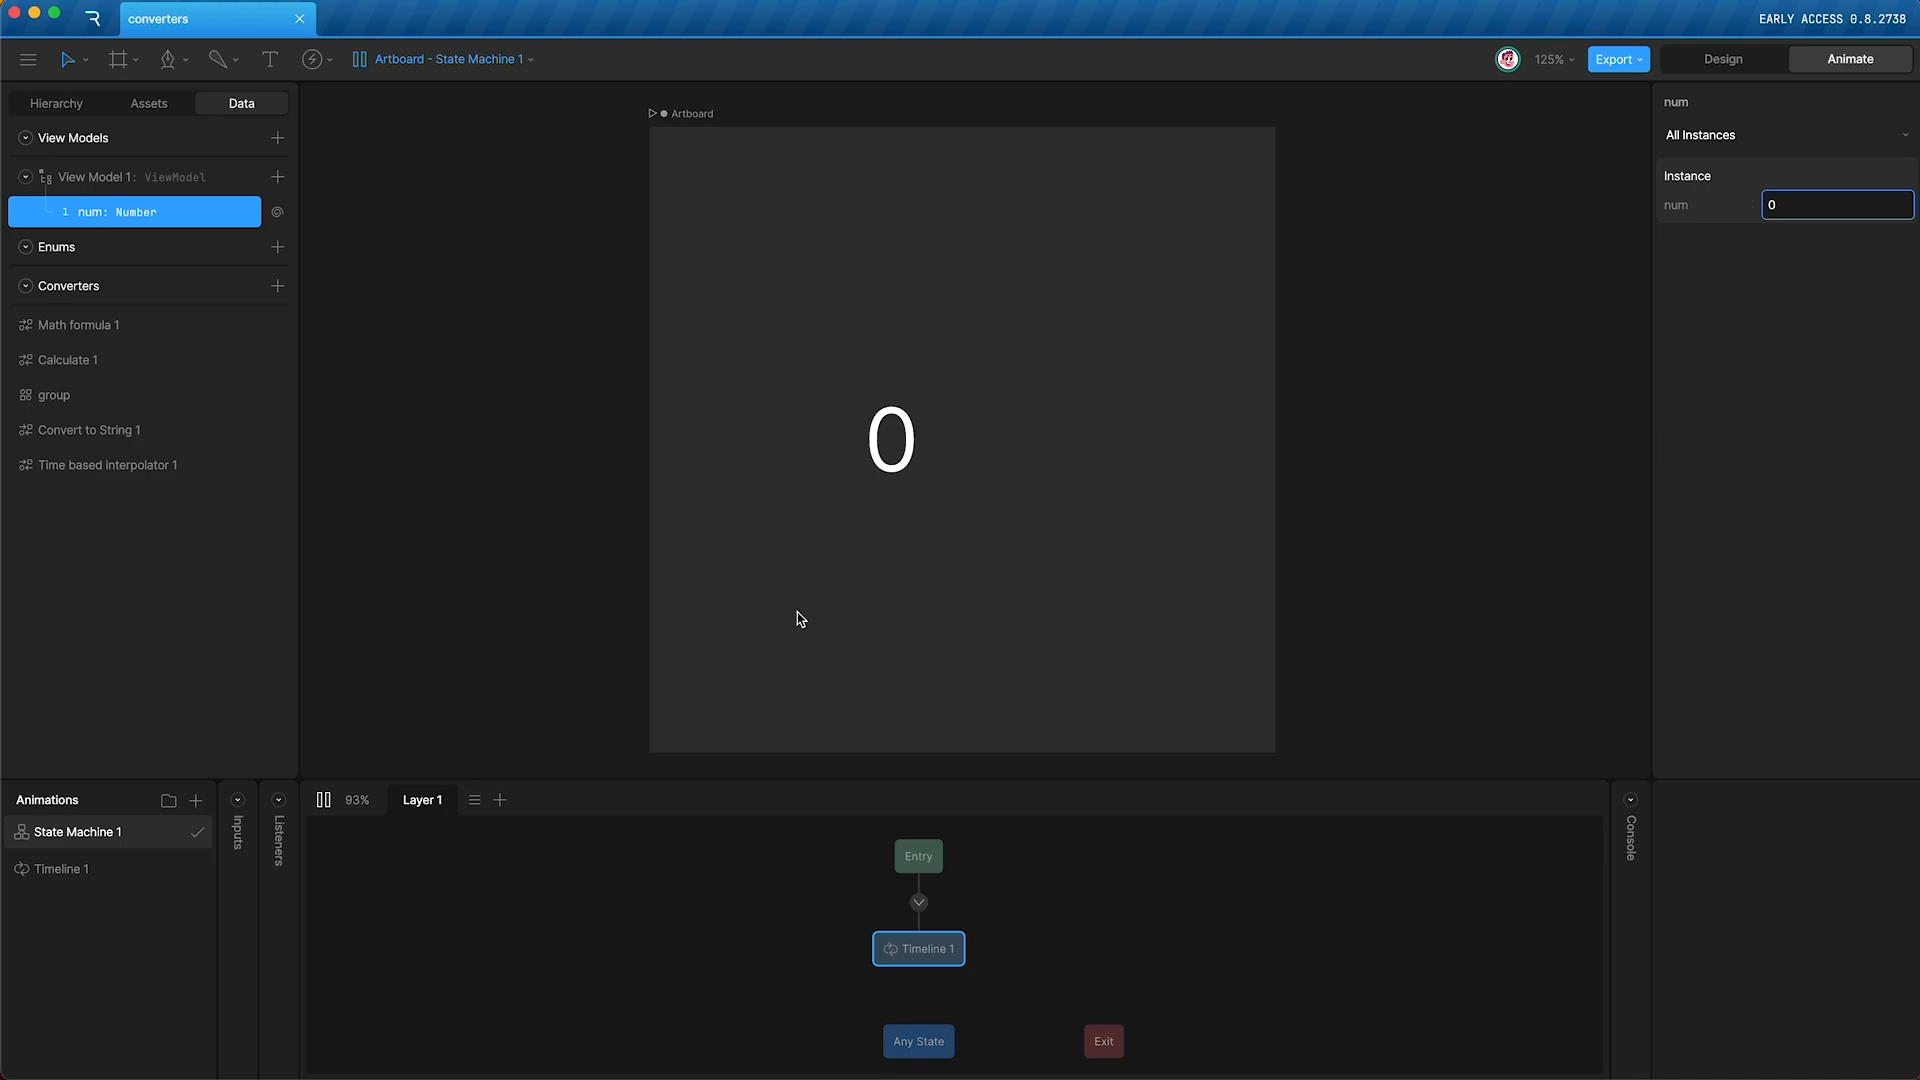 converters
EARLY ACCESS 0.8.2738
Artboard - State Machine 1
125%
Export
Design
Animate
Hierarchy
Assets
Data
View Models
View Model 1: ViewModel
1 num: Number
Enums
Converters
Math formula 1
Calculate 1
group
Convert to String 1
Time based interpolator 1
Artboard
0
num
All Instances
Instance
num
0
Animations
State Machine 1
Timeline 1
Inputs
Listeners
93%
Layer 1
Entry
Timeline 1
Any State
Exit
Console